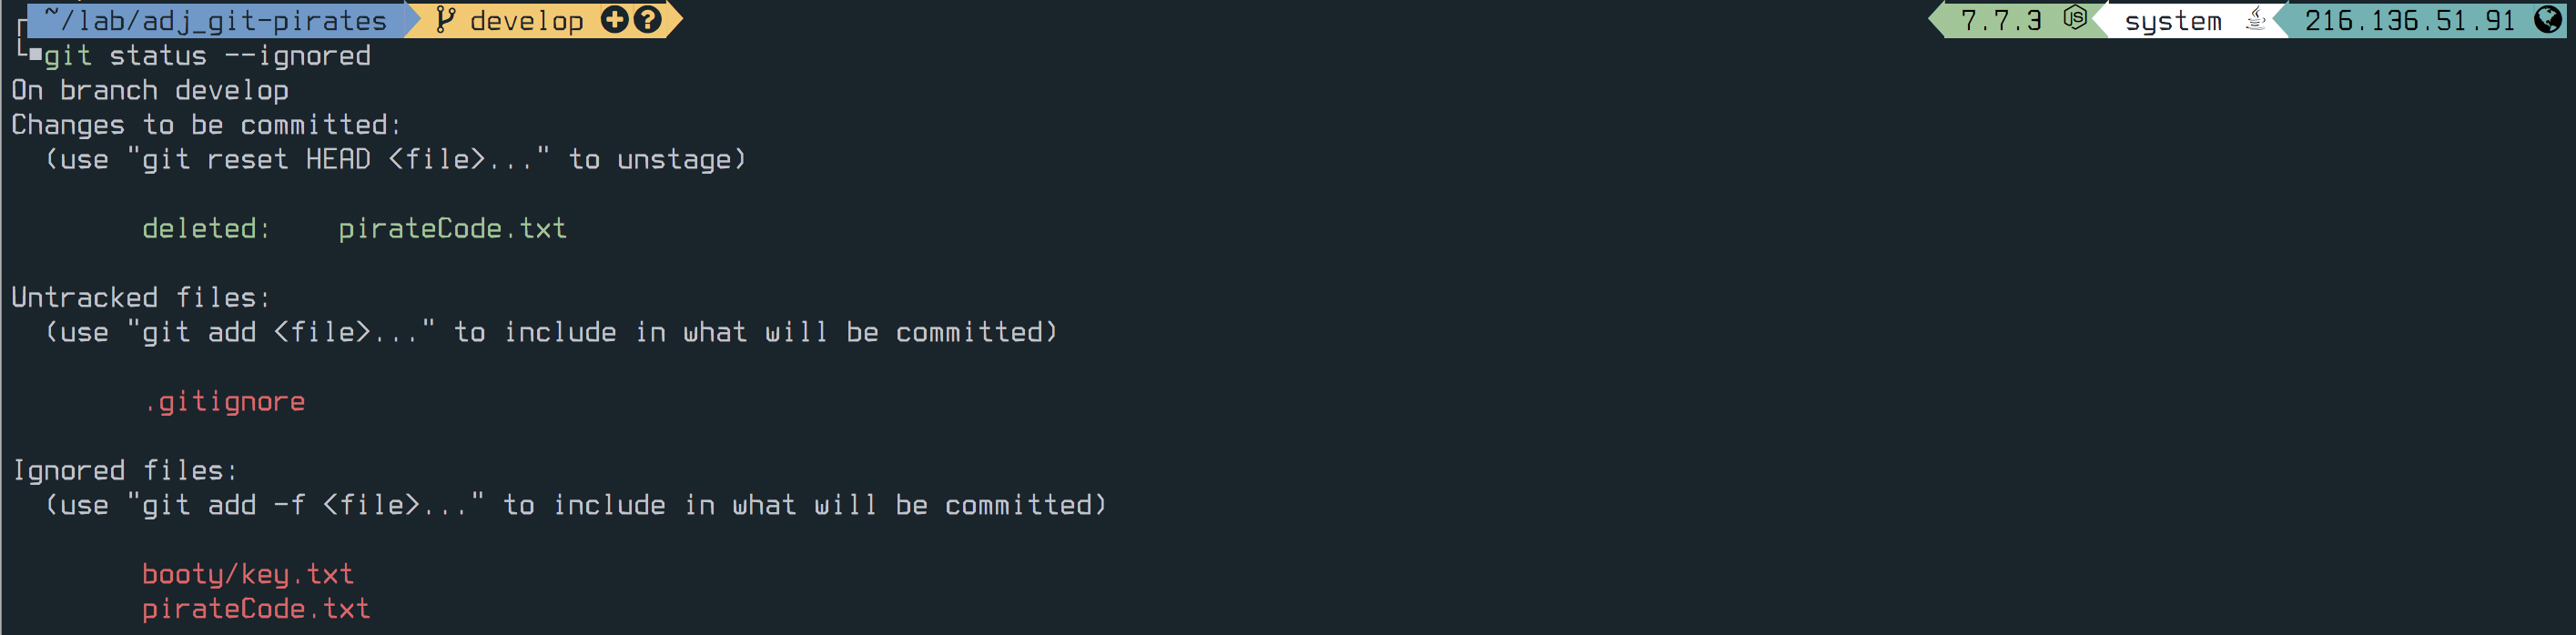 ~/lab/adj_git-pirates develop 7.7.3 system 216.136.51.91
git status --ignored
On branch develop
Changes to be committed:
(use "git reset HEAD <file>..." to unstage)
deleted: pirateCode.txt
Untracked files:
(use "git add <file>..." to include in what will be committed)
.gitignore
Ignored files:
(use "git add -f <file>..." to include in what will be committed)
booty/key.txt
pirateCode.txt